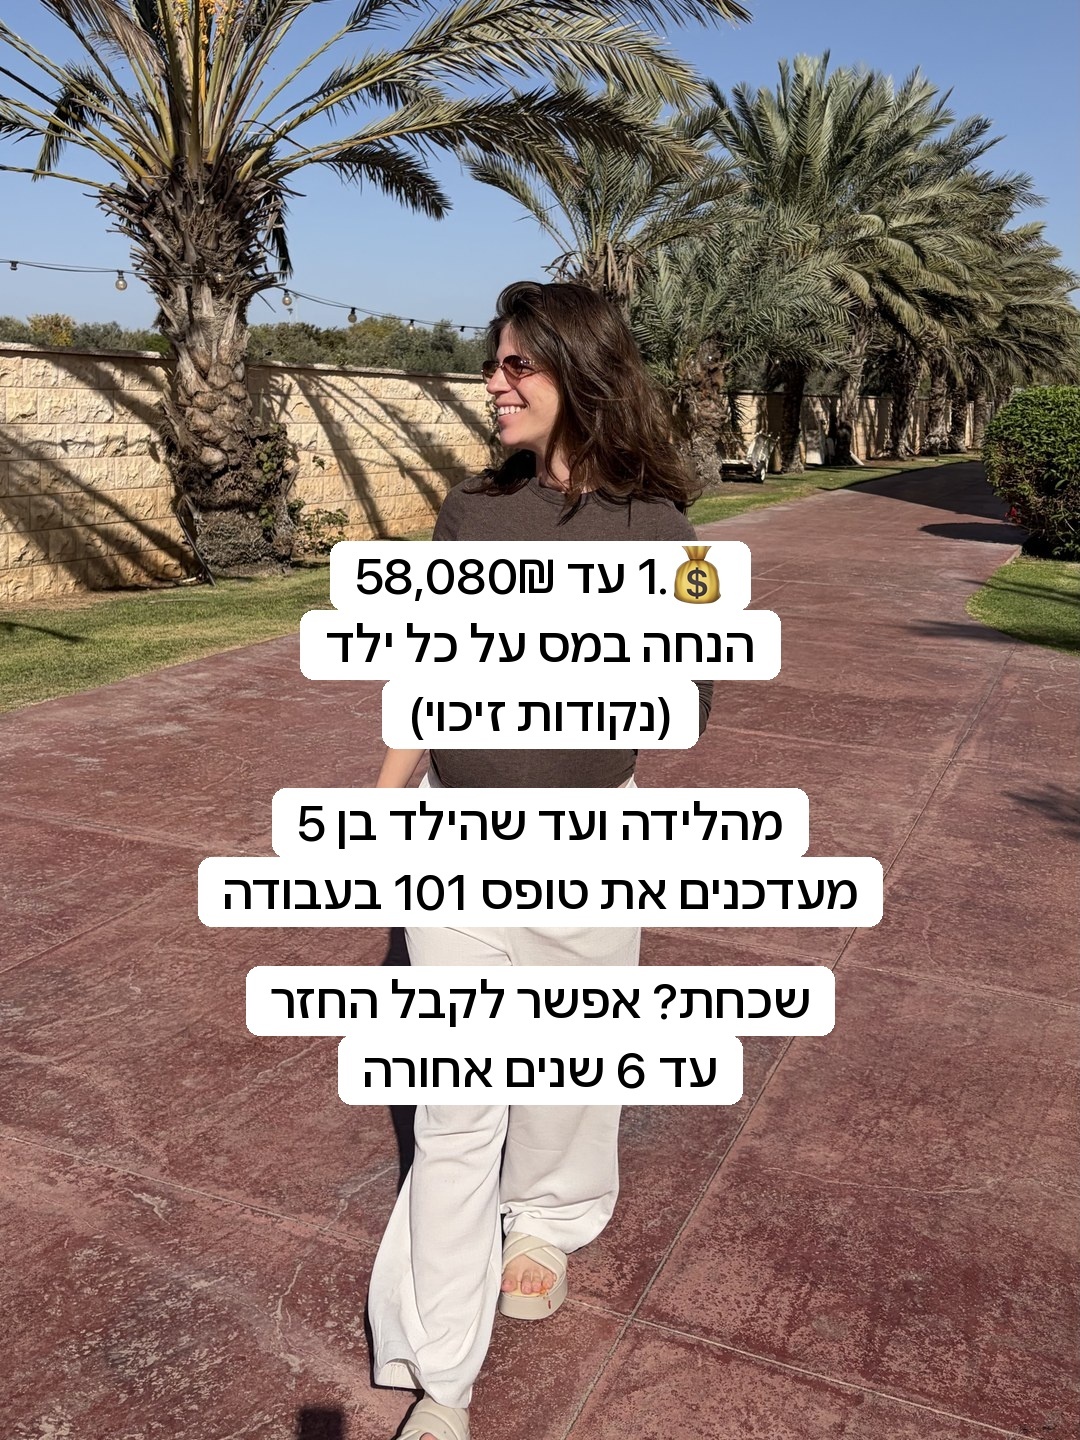 💰.1 עד 58,080₪
הנחה במס על כל ילד
(נקודות זיכוי)
מהלידה ועד שהילד בן 5
מעדכנים את טופס 101 בעבודה
שכחת? אפשר לקבל החזר
עד 6 שנים אחורה